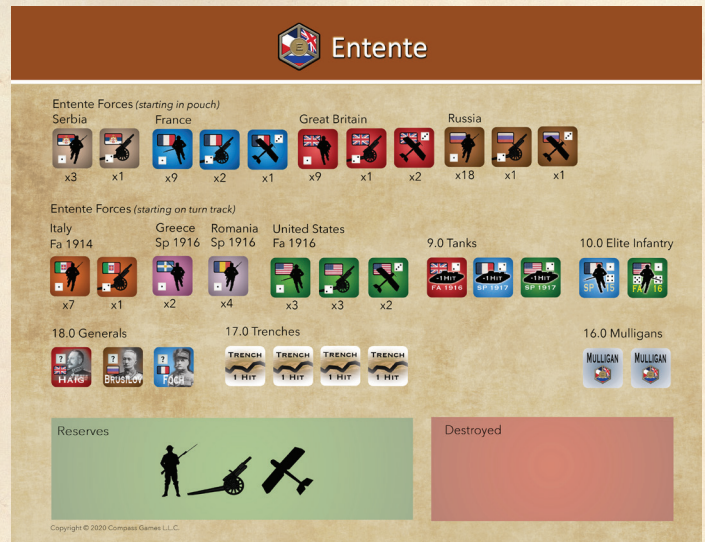 Entente
Entente Forces (starting in pouch)
Serbia France Great Britain Russia
x3 x1 x9 x2 x1 x9 x1 x2 x18 x1 x1
Entente Forces (starting on turn track)
Italy Greece Romania United States
Fa 1914 Sp 1916 Sp 1916 Fa 1916 9.0 Tanks 10.0 Elite Infantry
-1 HIT -1 HIT -1 HIT
FA 1916 SP 1917 SP 1917 SP 15 FA 16
x7 x1 x2 x4 x3 x3 x2
18.0 Generals 17.0 Trenches 16.0 Mulligans
? ? ? TRENCH TRENCH TRENCH TRENCH MULLIGAN MULLIGAN
HAIG BRUSILOV FOCH 1 HIT 1 HIT 1 HIT 1 HIT
Reserves Destroyed
Copyright © 2020 Compass Games L.L.C.